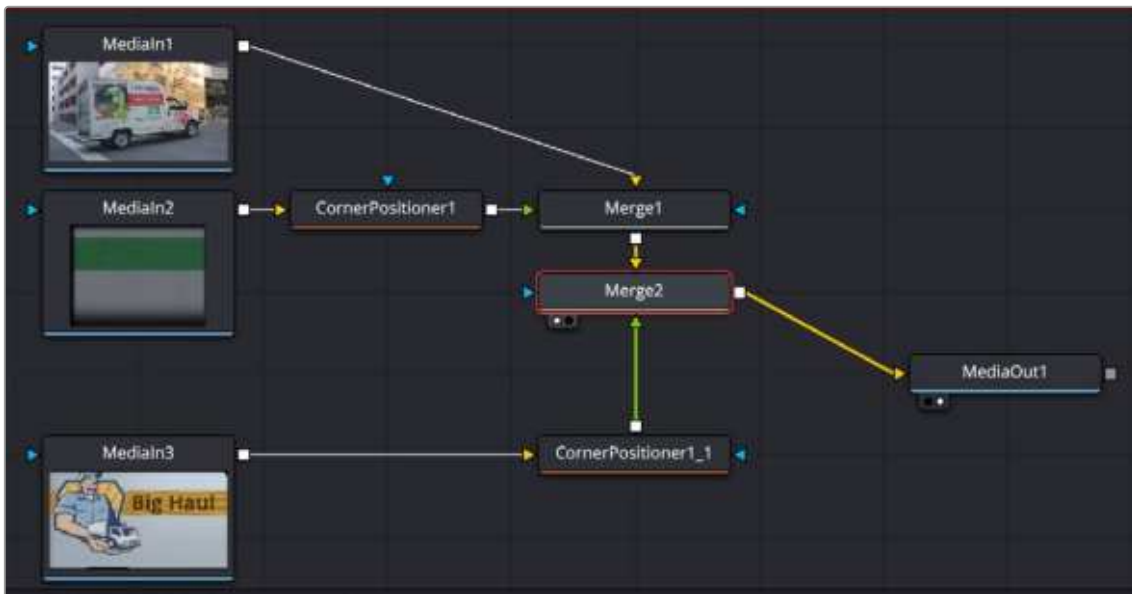 MediaIn1
MediaIn2
CornerPositioner1
Merge1
Merge2
MediaOut1
MediaIn3
CornerPositioner1_1
Big Haul